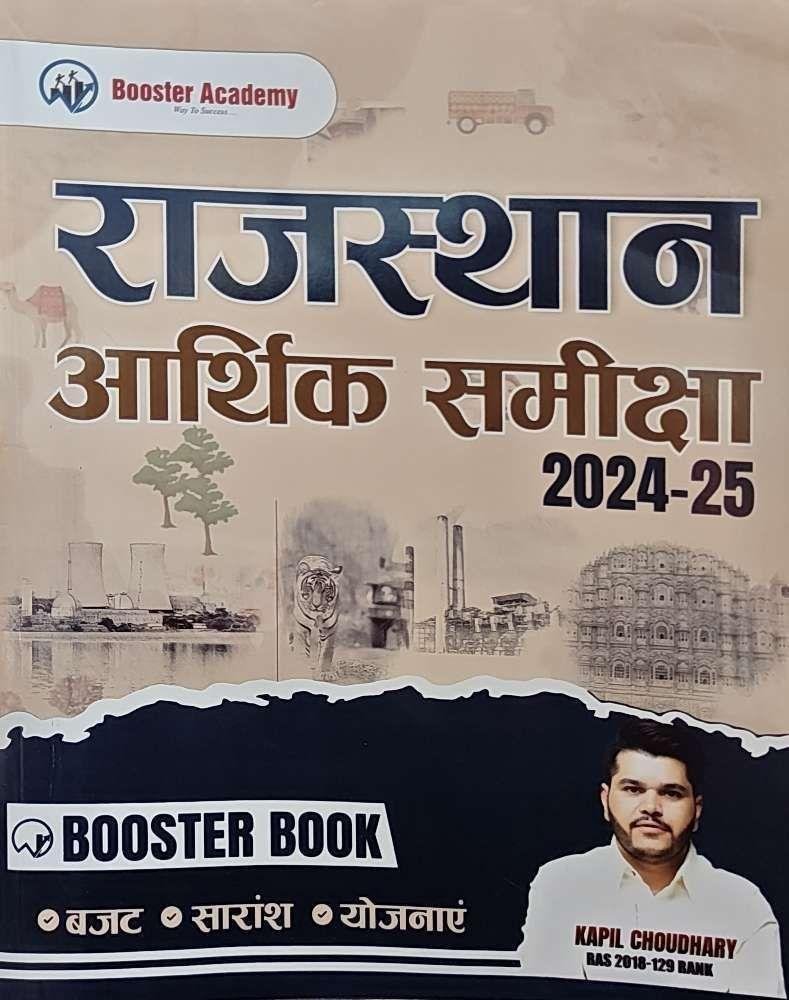 Booster Academy
Way To Success....
राजस्थान
आर्थिक समीक्षा
2024-25
BOOSTER BOOK
बजट सारांश योजनाएं
KAPIL CHOUDHARY
RAS 2018-129 RANK